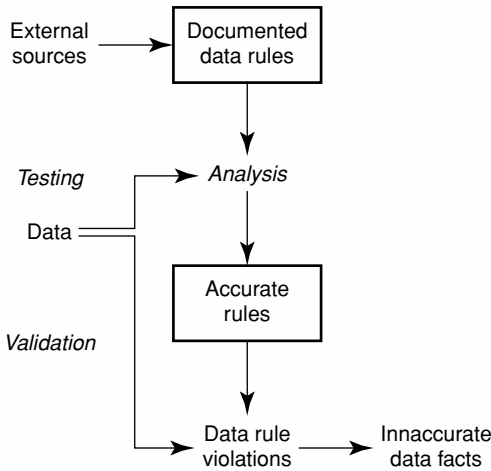 External
sources
Documented
data rules
Testing
Analysis
Data
Accurate
rules
Validation
Data rule
violations
Innaccurate
data facts